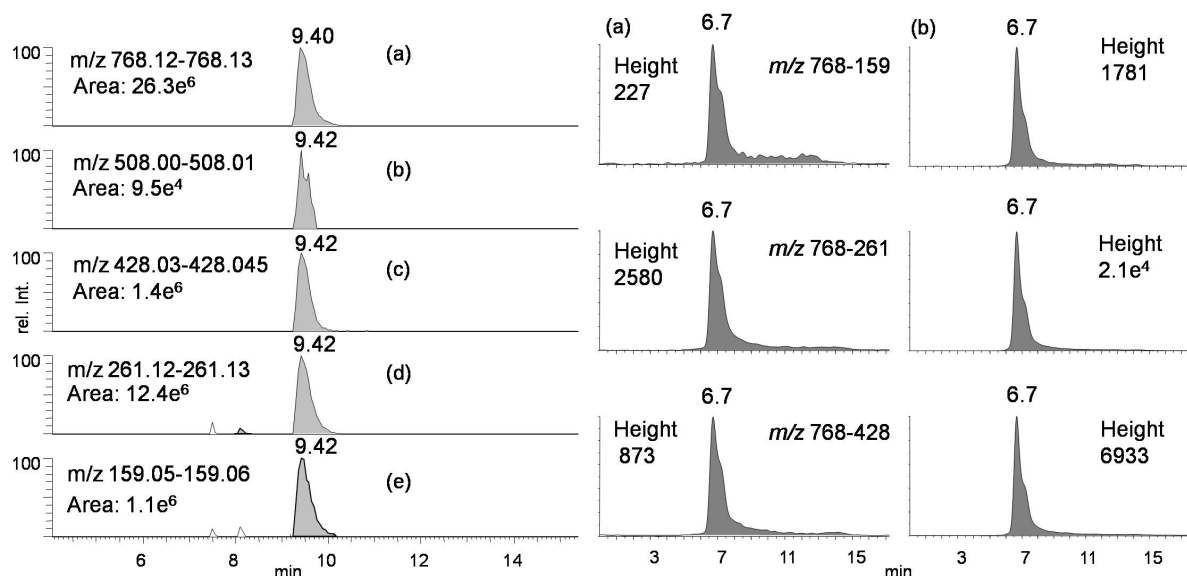 9.40
100
m/z 768.12-768.13
Area: 26.3e⁶
(a)
9.42
100
m/z 508.00-508.01
Area: 9.5e⁴
(b)
9.42
100
m/z 428.03-428.045
Area: 1.4e⁶
(c)
9.42
100
m/z 261.12-261.13
Area: 12.4e⁶
(d)
9.42
100
m/z 159.05-159.06
Area: 1.1e⁶
(e)
rel. Int.
6 8 10 12 14
min
(a)
6.7
Height
227
m/z 768-159
(b)
6.7
Height
1781
6.7
Height
2580
m/z 768-261
6.7
Height
2.1e⁴
6.7
Height
873
m/z 768-428
6.7
Height
6933
3 7 11 15
3 7 11 15
min